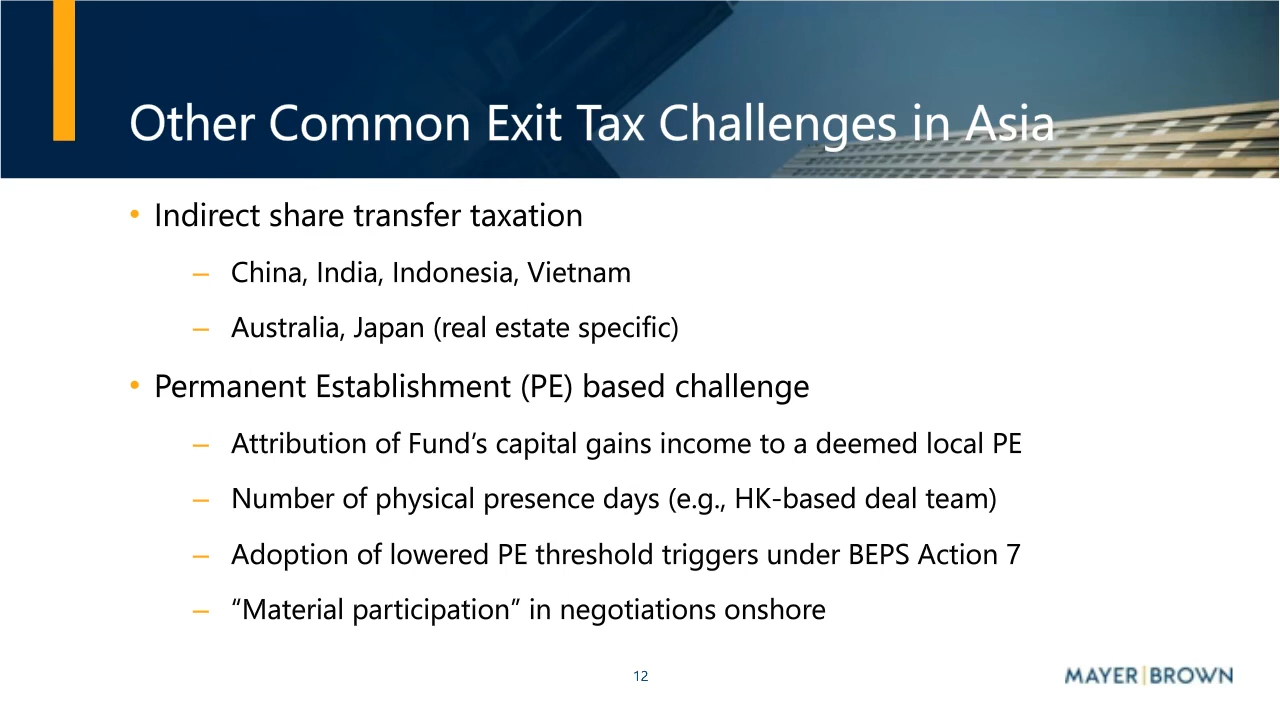 Other Common Exit Tax Challenges in Asia
• Indirect share transfer taxation
– China, India, Indonesia, Vietnam
– Australia, Japan (real estate specific)
• Permanent Establishment (PE) based challenge
– Attribution of Fund’s capital gains income to a deemed local PE
– Number of physical presence days (e.g., HK-based deal team)
– Adoption of lowered PE threshold triggers under BEPS Action 7
– “Material participation” in negotiations onshore
12
MAYER|BROWN